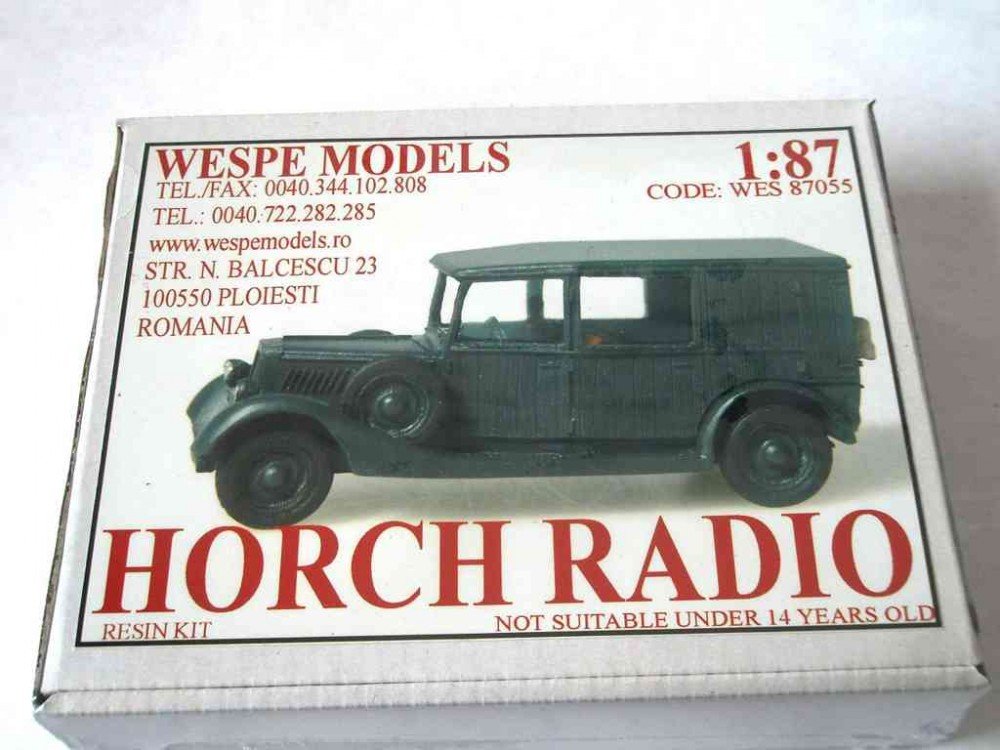 WESPE MODELS
1:87
TEL./FAX: 0040.344.102.808
CODE: WES 87055
TEL.: 0040.722.282.285
www.wespemodels.ro
STR. N. BALCESCU 23
100550 PLOIESTI
ROMANIA
HORCH RADIO
RESIN KIT
NOT SUITABLE UNDER 14 YEARS OLD